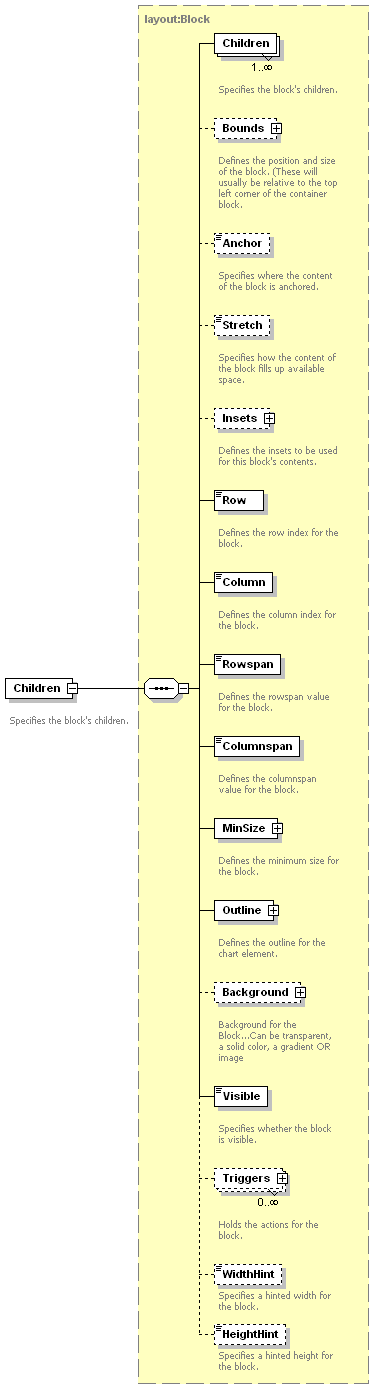 layout:Block
Children
1..∞
Specifies the block's children.
Bounds
Defines the position and size
of the block. (These will
usually be relative to the top
left corner of the container
block.
Anchor
Specifies where the content
of the block is anchored.
Stretch
Specifies how the content of
the block fills up available
space.
Insets
Defines the insets to be used
for this block's contents.
Row
Defines the row index for the
block.
Column
Defines the column index for
the block.
Rowspan
Defines the rowspan value
for the block.
Children
Specifies the block's children.
Columnspan
Defines the columnspan
value for the block.
MinSize
Defines the minimum size for
the block.
Outline
Defines the outline for the
chart element.
Background
Background for the
Block...Can be transparent,
a solid color, a gradient OR
image
Visible
Specifies whether the block
is visible.
Triggers
0..∞
Holds the actions for the
block.
WidthHint
Specifies a hinted width for
the block.
HeightHint
Specifies a hinted height for
the block.